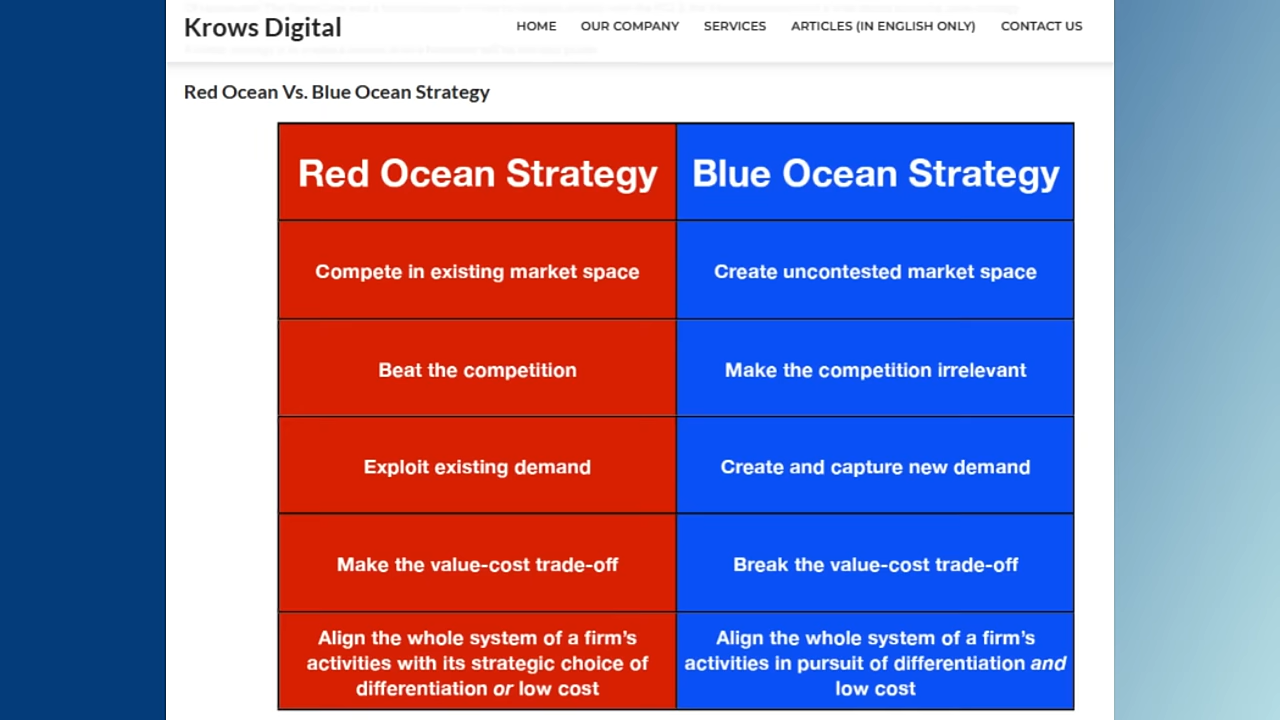 Krows Digital
HOME
OUR COMPANY
SERVICES
ARTICLES (IN ENGLISH ONLY)
CONTACT US
Red Ocean Vs. Blue Ocean Strategy
Red Ocean Strategy
Blue Ocean Strategy
Compete in existing market space
Create uncontested market space
Beat the competition
Make the competition irrelevant
Exploit existing demand
Create and capture new demand
Make the value-cost trade-off
Break the value-cost trade-off
Align the whole system of a firm's
activities with its strategic choice of
differentiation or low cost
Align the whole system of a firm's
activities in pursuit of differentiation and
low cost